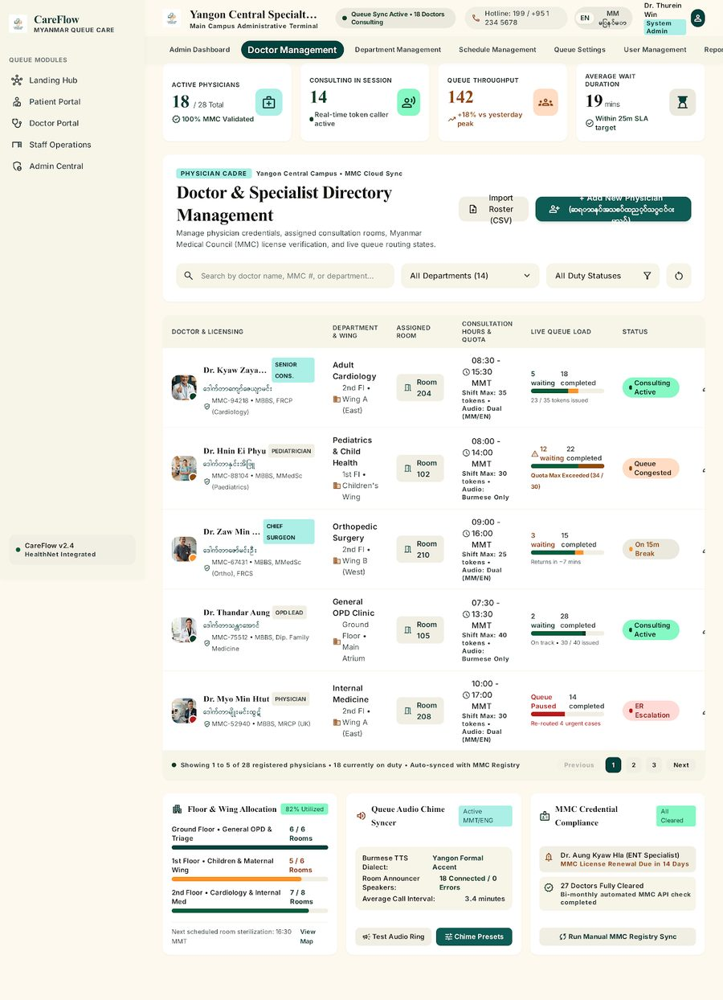 CareFlow
MYANMAR QUEUE CARE
QUEUE MODULES
Landing Hub
Patient Portal
Doctor Portal
Staff Operations
Admin Central
CareFlow v2.4
HealthNet Integrated
Yangon Central Specialt...
Main Campus Administrative Terminal
Queue Sync Active • 18 Doctors
Consulting
Hotline: 199 / +95 1
234 5678
EN
MM
Dr. Thurein
Win
System
Admin
Admin Dashboard
Doctor Management
Department Management
Schedule Management
Queue Settings
User Management
Repor
ACTIVE PHYSICIANS
18 / 28 Total
100% MMC Validated
CONSULTING IN SESSION
14
Real-time token caller
active
QUEUE THROUGHPUT
142
+18% vs yesterday
peak
AVERAGE WAIT
DURATION
19 mins
Within 25m SLA
target
PHYSICIAN CADRE
Yangon Central Campus • MMC Cloud Sync
Doctor & Specialist Directory
Management
Manage physician credentials, assigned consultation rooms, Myanmar
Medical Council (MMC) license verification, and live queue routing states.
Import
Roster
(CSV)
+ Add New Physician
Search by doctor name, MMC #, or department...
All Departments (14)
All Duty Statuses
DOCTOR & LICENSING
DEPARTMENT
& WING
ASSIGNED
ROOM
CONSULTATION
HOURS &
QUOTA
LIVE QUEUE LOAD
STATUS
Dr. Kyaw Zaya...
SENIOR
CONS.
ဒေါက်တာကျော်ဇေယျာမင်း
MMC-94218 • MBBS, FRCP
(Cardiology)
Adult
Cardiology
2nd Fl •
Wing A
(East)
Room
204
08:30 -
15:30
MMT
Shift Max: 35
tokens •
Audio: Dual
(MM/EN)
5
waiting
18
completed
23 / 35 tokens issued
Consulting
Active
Dr. Hnin Ei Phyu
PEDIATRICIAN
ဒေါက်တာနှင်းအိဖြူ
MMC-88104 • MBBS, MMedSc
(Paediatrics)
Pediatrics
& Child
Health
1st Fl •
Children's
Wing
Room
102
08:00 -
14:00
MMT
Shift Max: 30
tokens •
Audio:
Burmese Only
12
waiting
22
completed
Quota Max Exceeded (34 /
30)
Queue
Congested
Dr. Zaw Min ...
CHIEF
SURGEON
ဒေါက်တာဇော်မင်းဦး
MMC-67431 • MBBS, MMedSc
(Ortho), FRCS
Orthopedic
Surgery
2nd Fl •
Wing B
(West)
Room
210
09:00 -
16:00
MMT
Shift Max: 25
tokens •
Audio: Dual
(MM/EN)
3
waiting
15
completed
Returns in ~7 mins
On 15m
Break
Dr. Thandar Aung
OPD LEAD
ဒေါက်တာသန္တာအောင်
MMC-75512 • MBBS, Dip. Family
Medicine
General
OPD Clinic
Ground
Floor •
Main
Atrium
Room
105
07:30 -
13:30
MMT
Shift Max: 40
tokens •
Audio:
Burmese Only
2
waiting
28
completed
On track • 30 / 40 issued
Consulting
Active
Dr. Myo Min Htut
PHYSICIAN
ဒေါက်တာမျိုးမင်းထွဋ်
MMC-52940 • MBBS, MRCP (UK)
Internal
Medicine
2nd Fl •
Wing A
(East)
Room
208
10:00 -
17:00
MMT
Shift Max: 30
tokens •
Audio: Dual
(MM/EN)
Queue
Paused
14
completed
Re-routed 4 urgent cases
ER
Escalation
Showing 1 to 5 of 28 registered physicians • 18 currently on duty • Auto-synced with MMC Registry
Previous
1
2
3
Next
Floor & Wing Allocation
82% Utilized
Ground Floor • General OPD &
Triage
6 / 6
Rooms
1st Floor • Children & Maternal
Wing
5 / 6
Rooms
2nd Floor • Cardiology & Internal
Med
7 / 8
Rooms
Next scheduled room sterilization: 16:30
MMT
View
Map
Queue Audio Chime
Syncer
Active
MMT/ENG
Burmese TTS
Dialect:
Yangon Formal
Accent
Room Announcer
Speakers:
18 Connected / 0
Errors
Average Call Interval:
3.4 minutes
Test Audio Ring
Chime Presets
MMC Credential
Compliance
All
Cleared
Dr. Aung Kyaw Hla (ENT Specialist)
MMC License Renewal Due in 14 Days
27 Doctors Fully Cleared
Bi-monthly automated MMC API check
completed
Run Manual MMC Registry Sync